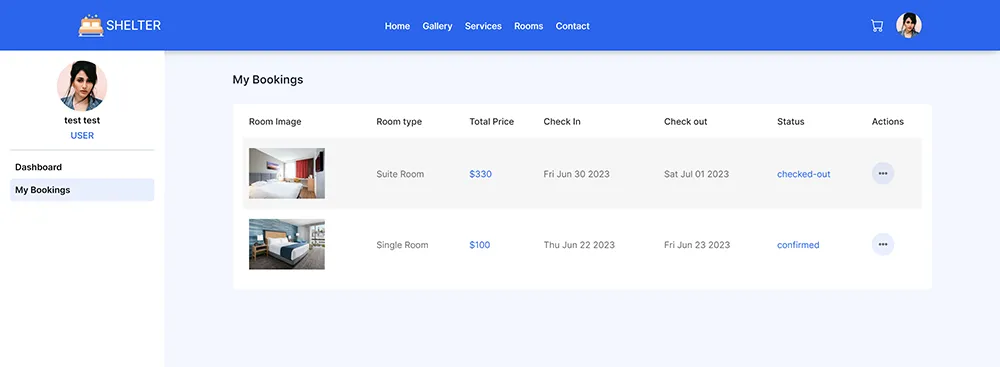 SHELTER
Home Gallery Services Rooms Contact
test test
USER
Dashboard
My Bookings
My Bookings
Room Image Room type Total Price Check In Check out Status Actions
Suite Room $330 Fri Jun 30 2023 Sat Jul 01 2023 checked-out
Single Room $100 Thu Jun 22 2023 Fri Jun 23 2023 confirmed